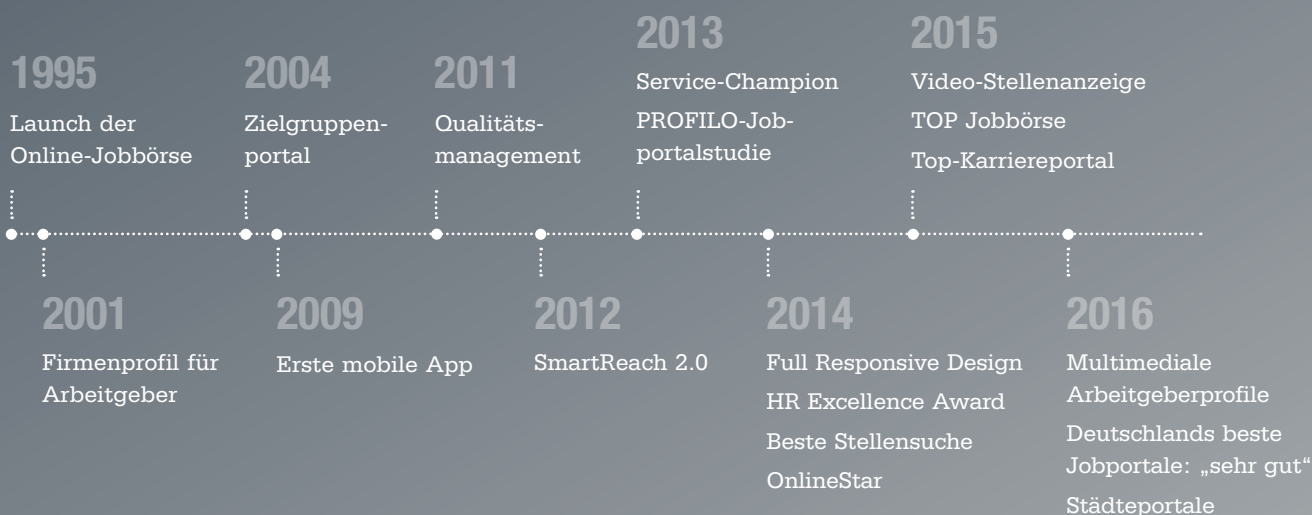 1995
Launch der
Online-Jobbörse
2001
Firmenprofil für
Arbeitgeber
2004
Zielgruppen-
portal
2009
Erste mobile App
2011
Qualitäts-
management
2012
SmartReach 2.0
2013
Service-Champion
PROFILO-Job-
portalstudie
2014
Full Responsive Design
HR Excellence Award
Beste Stellensuche
OnlineStar
2015
Video-Stellenanzeige
TOP Jobbörse
Top-Karriereportal
2016
Multimediale
Arbeitgeberprofile
Deutschlands beste
Jobportale: „sehr gut“
Städteportale